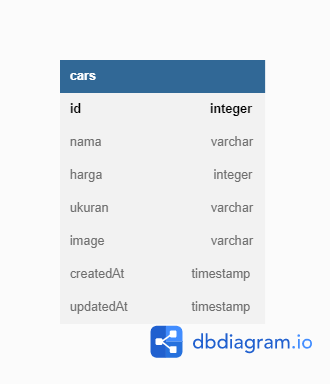 cars
id integer
nama varchar
harga integer
ukuran varchar
image varchar
createdAt timestamp
updatedAt timestamp
dbdiagram.io